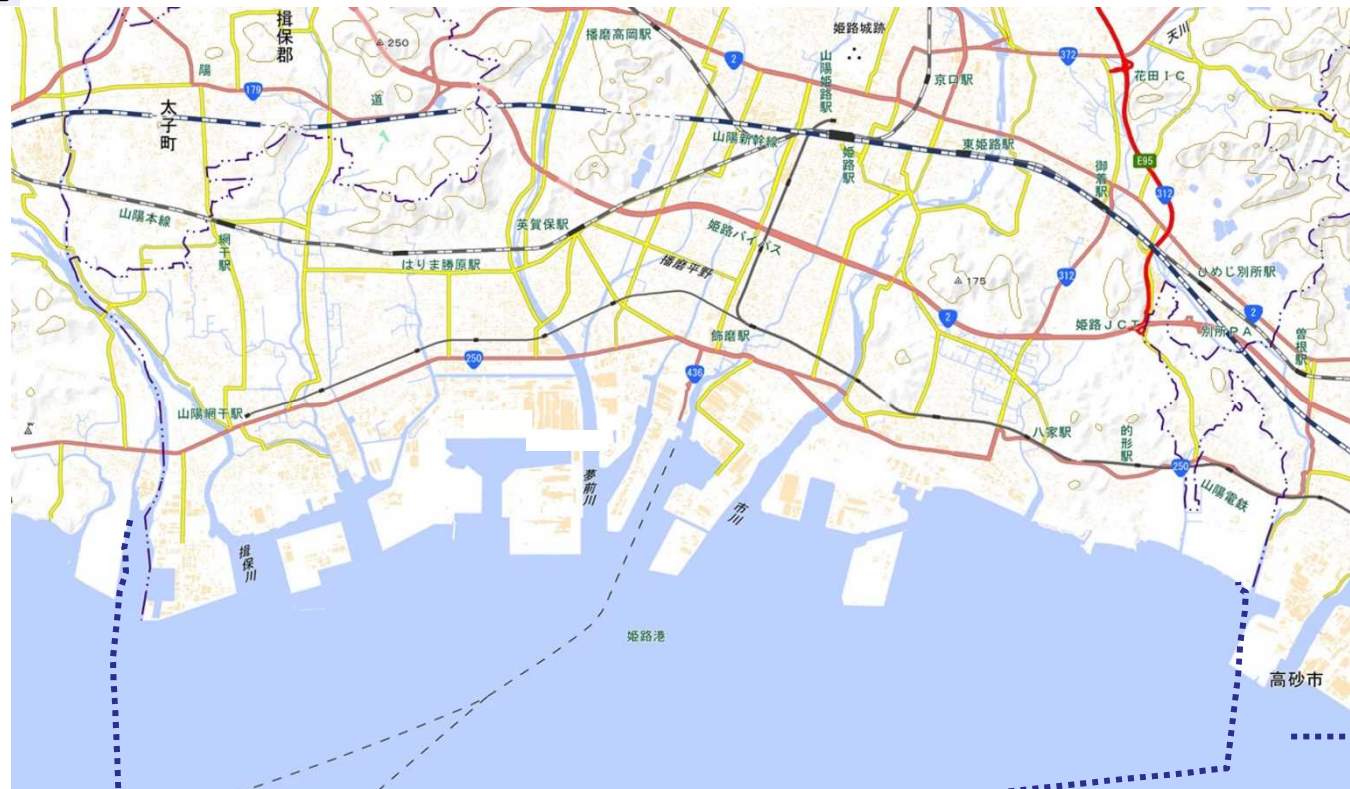 揖保郡
250
播磨高岡駅
2
姫路城跡
山陽姫路駅
372
天川
花田ＩＣ
京口駅
陽
道
179
太子町
山陽新幹線
姫路駅
東姫路駅
御着駅
E95
312
山陽本線
網干駅
英賀保駅
はりま勝原駅
姫路バイパス
播磨平野
175
312
ひめじ別所駅
2
2
姫路ＪＣＴ
別所ＰＡ
曽根駅
飾磨駅
250
436
山陽網干駅
八家駅
的形駅
250
山陽電鉄
夢前川
市川
揖保川
姫路港
高砂市